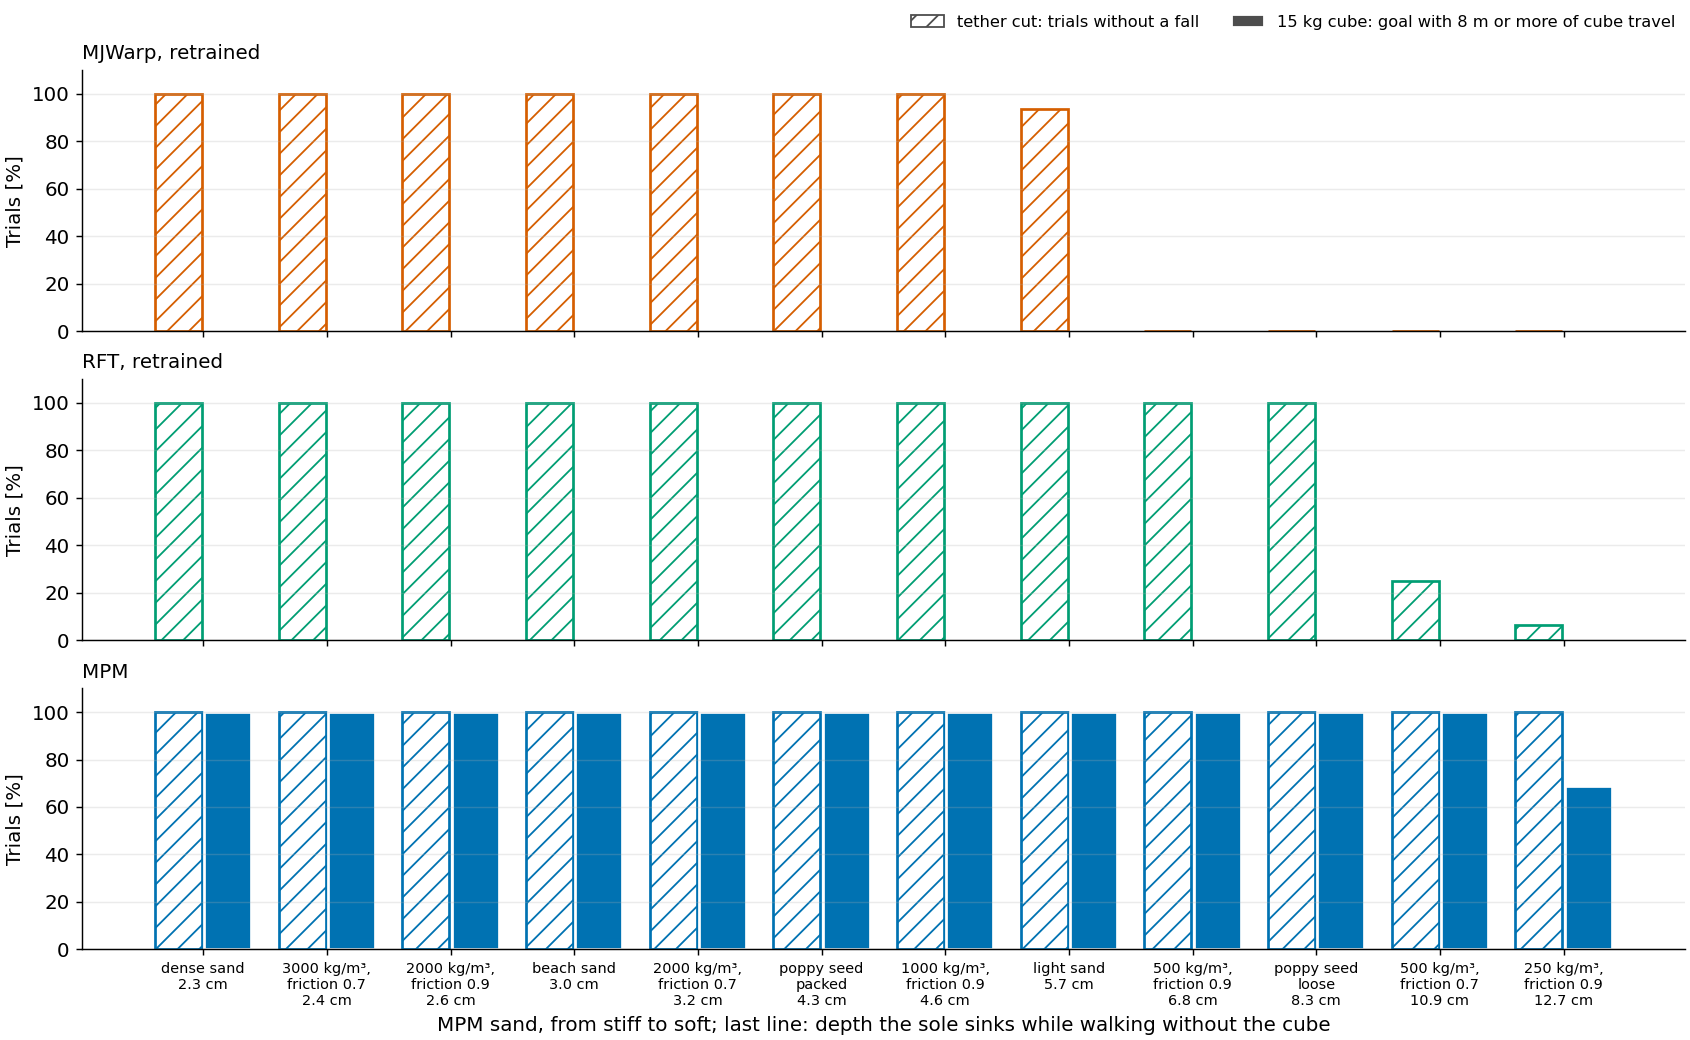 tether cut: trials without a fall
15 kg cube: goal with 8 m or more of cube travel
MJWarp, retrained
Trials [%]
100
80
60
40
20
0
RFT, retrained
Trials [%]
100
80
60
40
20
0
MPM
Trials [%]
100
80
60
40
20
0
dense sand
2.3 cm
3000 kg/m³,
friction 0.7
2.4 cm
2000 kg/m³,
friction 0.9
2.6 cm
beach sand
3.0 cm
2000 kg/m³,
friction 0.7
3.2 cm
poppy seed
packed
4.3 cm
1000 kg/m³,
friction 0.9
4.6 cm
light sand
5.7 cm
500 kg/m³,
friction 0.9
6.8 cm
poppy seed
loose
8.3 cm
500 kg/m³,
friction 0.7
10.9 cm
250 kg/m³,
friction 0.9
12.7 cm
MPM sand, from stiff to soft; last line: depth the sole sinks while walking without the cube